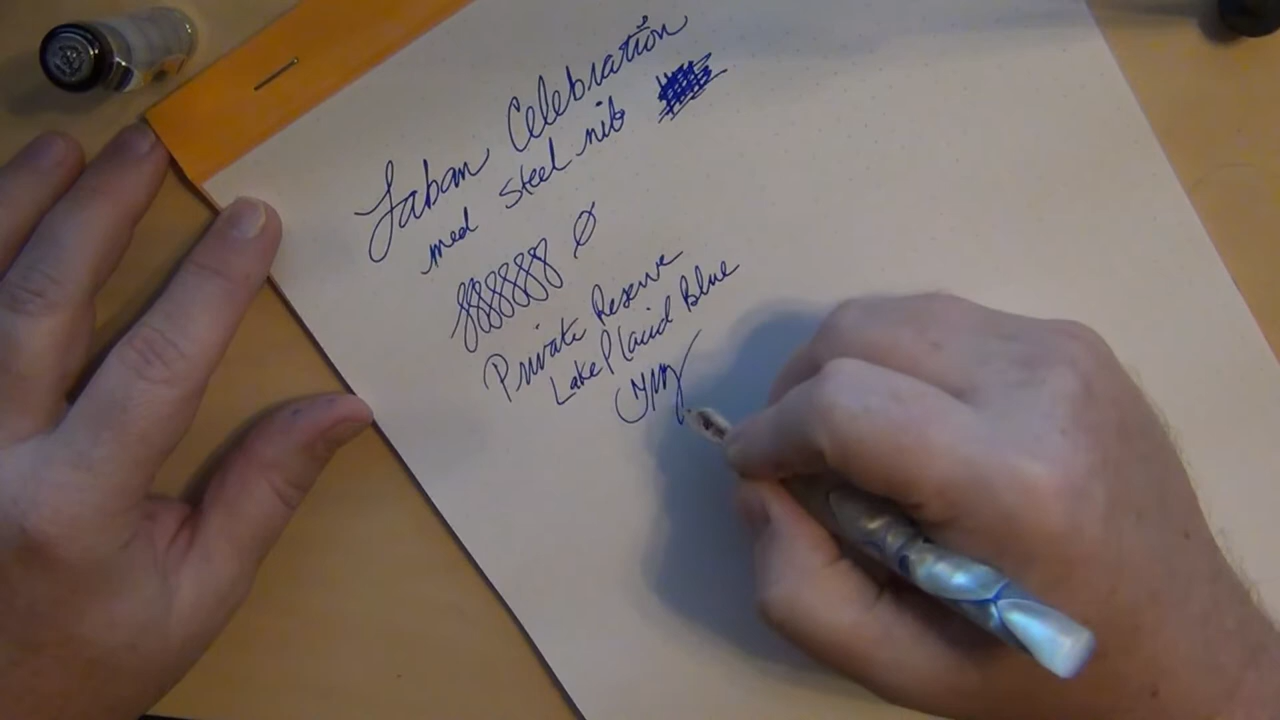 Laban Celebration
med steel nib
Ø
Private Reserve
Lake Placid Blue